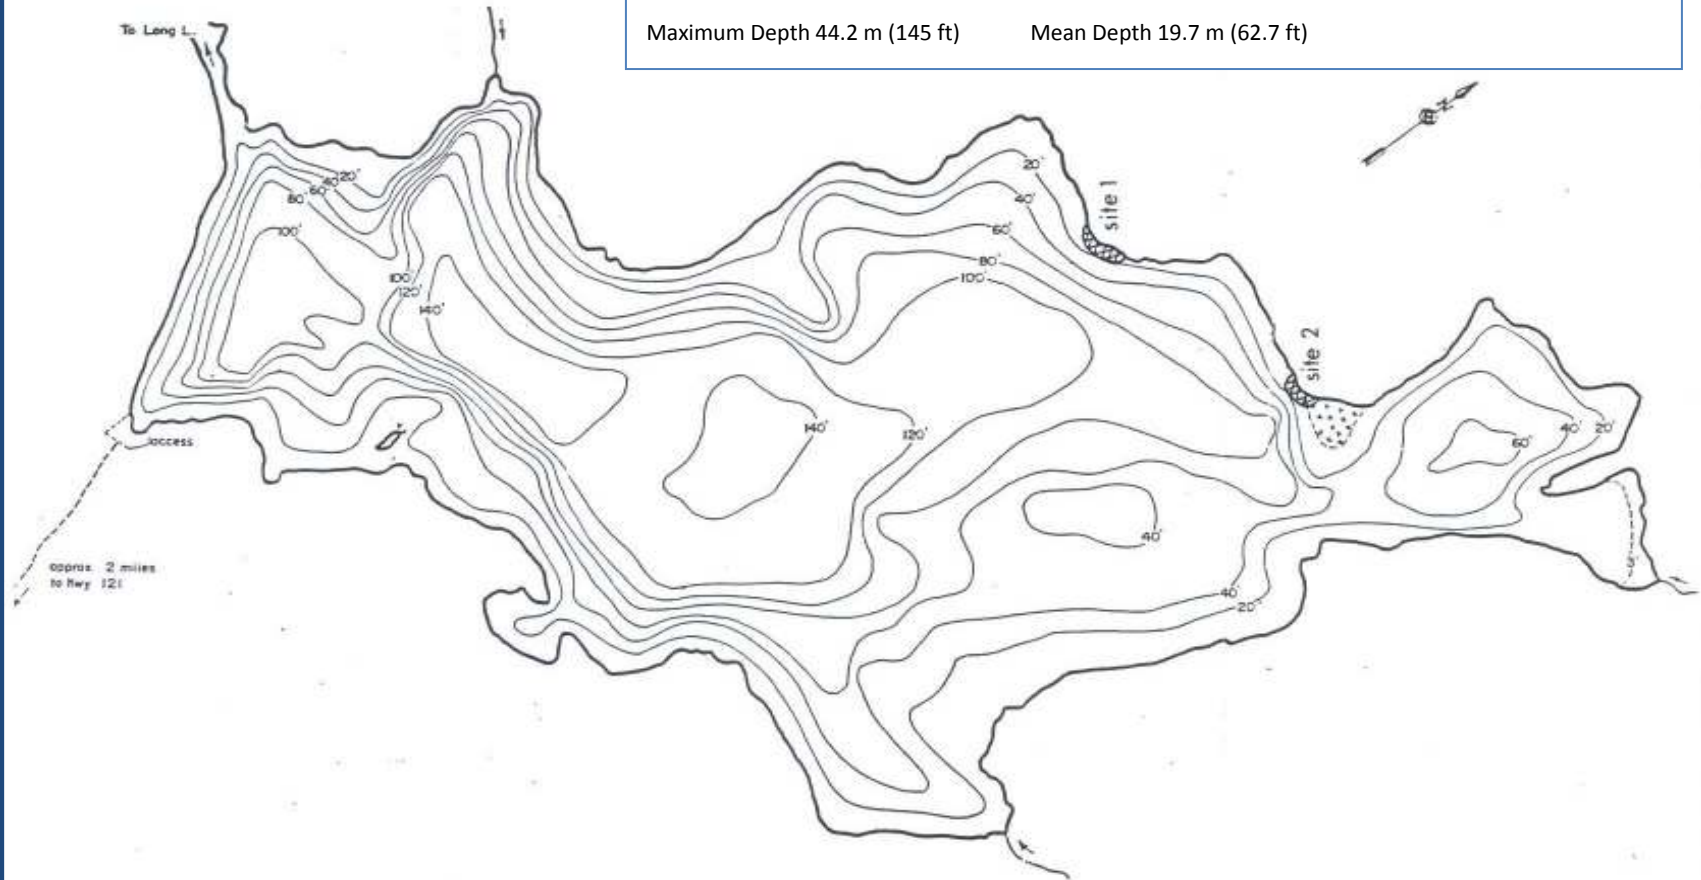 Maximum Depth 44.2 m (145 ft) Mean Depth 19.7 m (62.7 ft)
To Long L.
N
20'
40'
60'
80'
100'
20'
40'
60'
80'
100'
site 1
100'
120'
140'
site 2
140'
120'
60'
40'
20'
access
40'
approx. 2 miles
to Hwy 121
5'
40'
20'